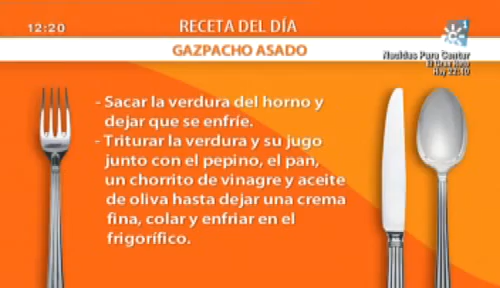 12:20
RECETA DEL DÍA
GAZPACHO ASADO
1
Nacidas Para Cantar
Hoy 22:10
- Sacar la verdura del horno y
dejar que se enfríe.
- Triturar la verdura y su jugo
junto con el pepino, el pan,
un chorrito de vinagre y aceite
de oliva hasta dejar una crema
fina, colar y enfriar en el
frigorífico.